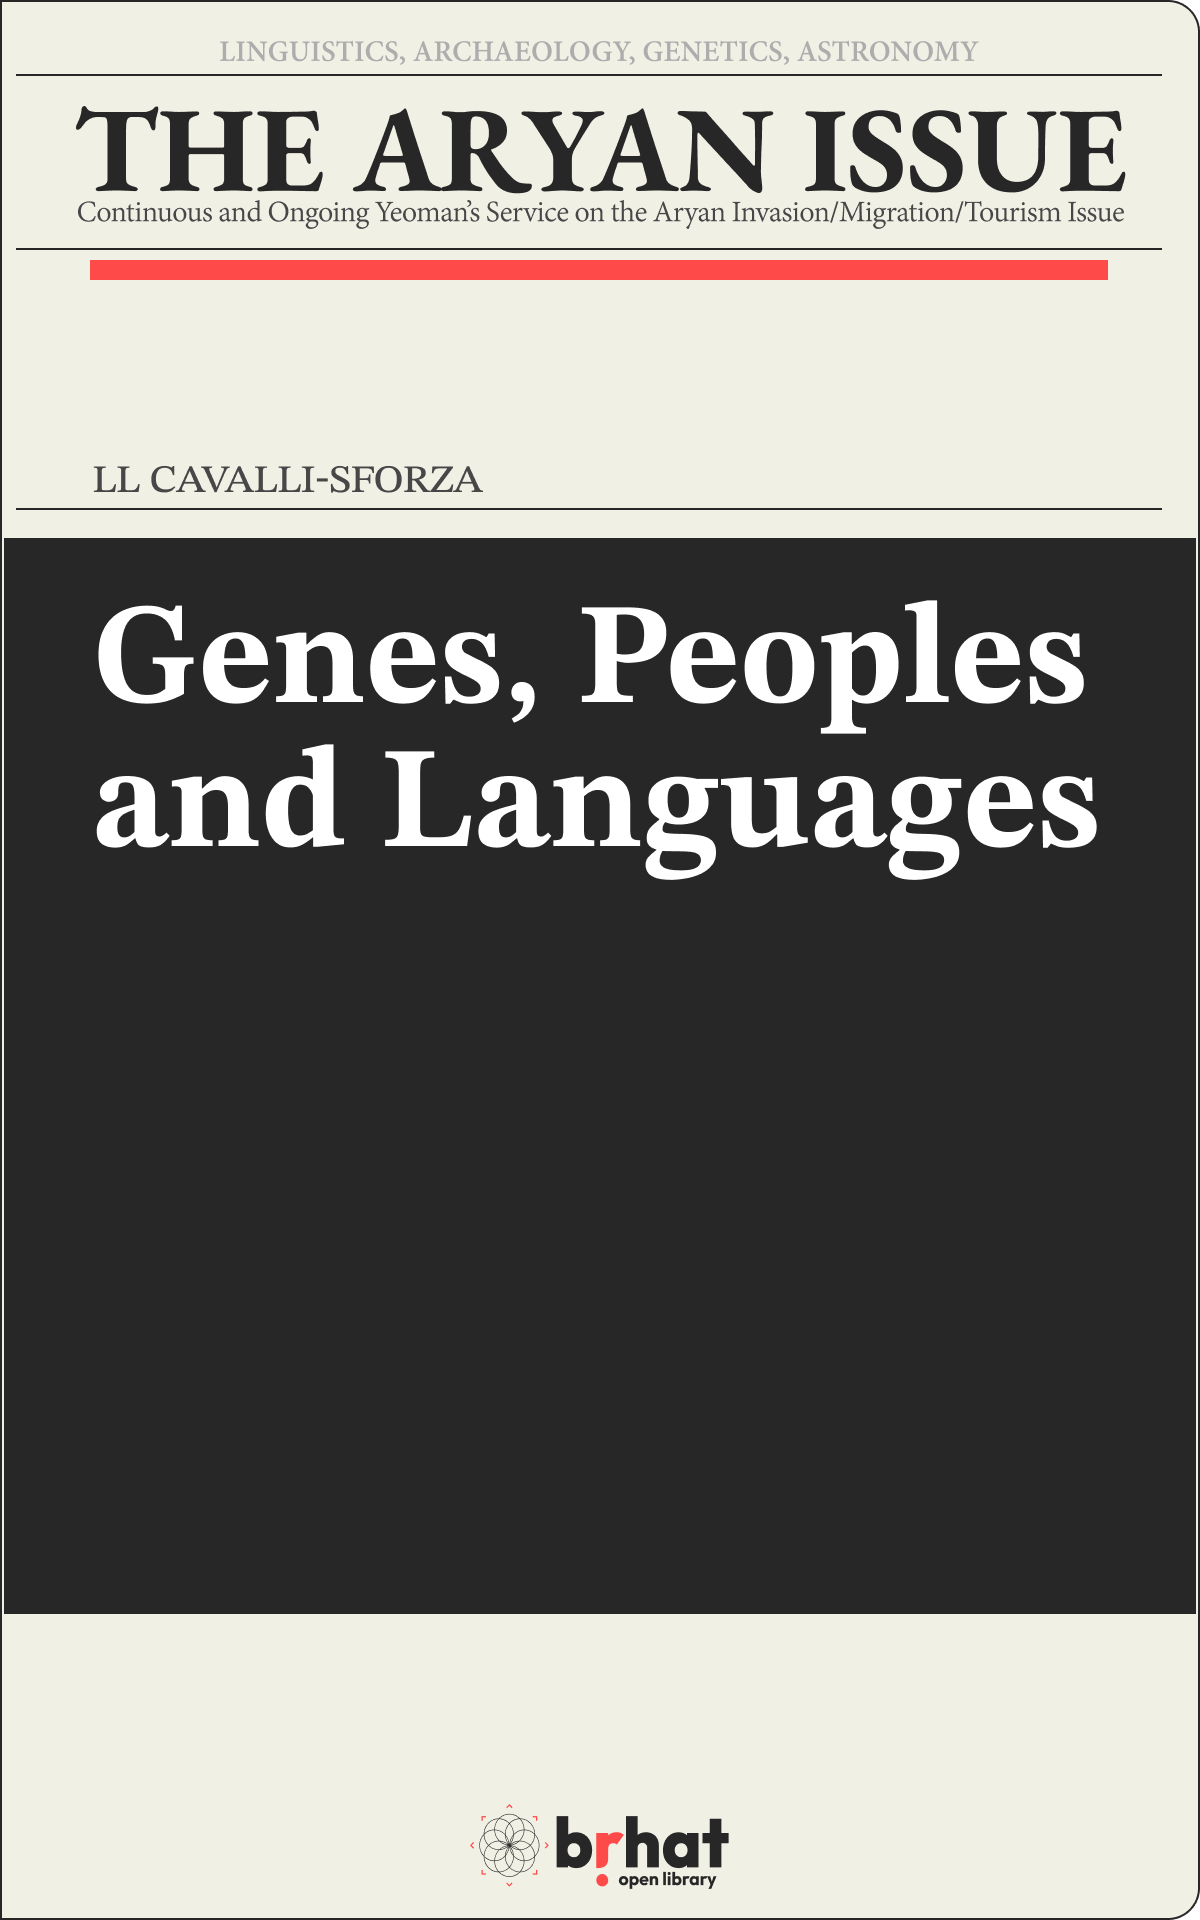 LINGUISTICS, ARCHAEOLOGY, GENETICS, ASTRONOMY
THE ARYAN ISSUE
Continuous and Ongoing Yeoman’s Service on the Aryan Invasion/Migration/Tourism Issue
LL CAVALLI-SFORZA
Genes, Peoples
and Languages
bṛhat
open library